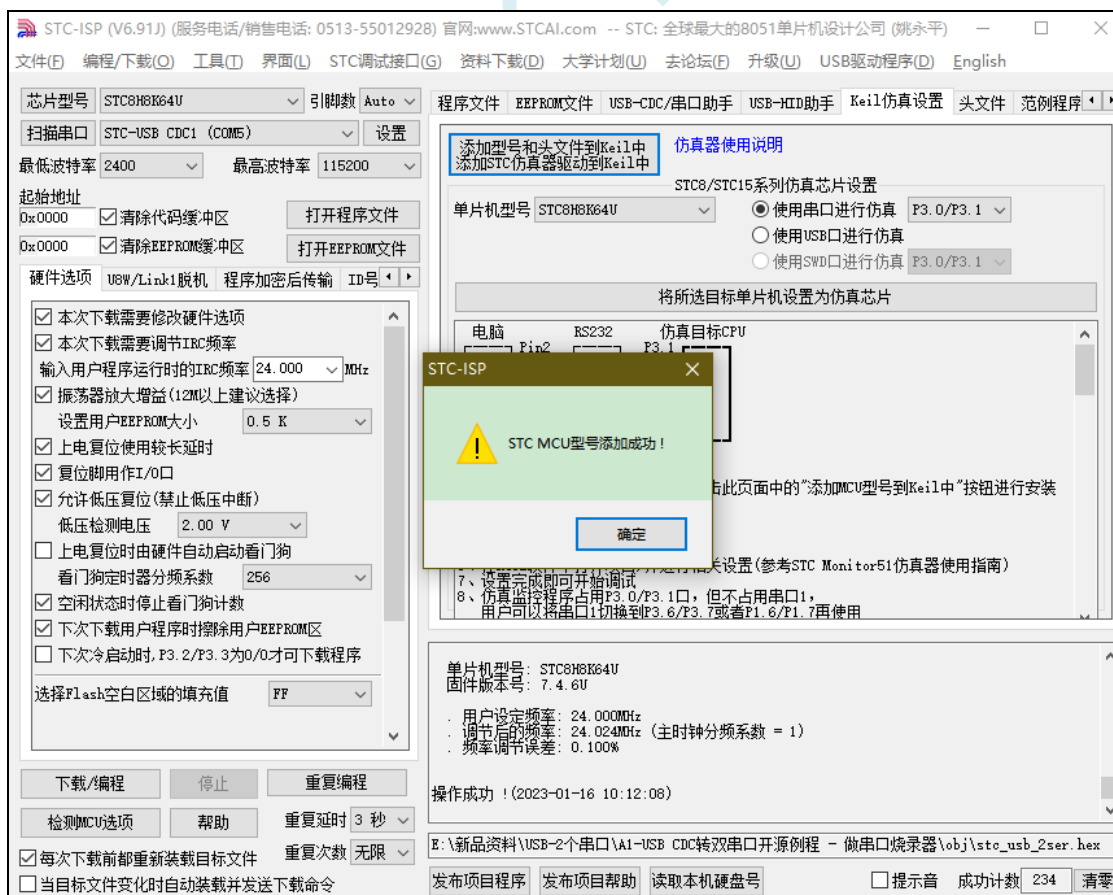 STC-ISP (V6.91J) (服务电话/销售电话: 0513-55012928) 官网:www.STCAI.com -- STC: 全球最大的8051单片机设计公司 (姚永平)
文件(F) 编程/下载(O) 工具(T) 界面(L) STC调试接口(G) 资料下载(D) 大学计划(U) 去论坛(F) 升级(U) USB驱动程序(D) English
芯片型号 STC8H8K64U 引脚数 Auto
扫描串口 STC-USB CDC1 (COM5) 设置
最低波特率 2400 最高波特率 115200
起始地址
0x0000 清除代码缓冲区 打开程序文件
0x0000 清除EEPROM缓冲区 打开EEPROM文件
硬件选项 U8W/Link1脱机 程序加密后传输 ID号
本次下载需要修改硬件选项
本次下载需要调节IRC频率
输入用户程序运行时的IRC频率 24.000 MHz
振荡器放大增益(12M以上建议选择)
设置用户EEPROM大小 0.5 K
上电复位使用较长延时
复位脚用作I/O口
允许低压复位(禁止低压中断)
低压检测电压 2.00 V
上电复位时由硬件自动启动看门狗
看门狗定时器分频系数 256
空闲状态时停止看门狗计数
下次下载用户程序时擦除用户EEPROM区
下次冷启动时,P3.2/P3.3为0/0才可下载程序
选择Flash空白区域的填充值 FF
下载/编程 停止 重复编程
检测MCU选项 帮助 重复延时 3 秒
每次下载前都重新装载目标文件 重复次数 无限
当目标文件变化时自动装载并发送下载命令
程序文件 EEPROM文件 USB-CDC/串口助手 USB-HID助手 Keil仿真设置 头文件 范例程序
添加型号和头文件到Keil中
添加STC仿真器驱动到Keil中
仿真器使用说明
STC8/STC15系列仿真芯片设置
单片机型号 STC8H8K64U 使用串口进行仿真 P3.0/P3.1
使用USB口进行仿真
使用SWD口进行仿真 P3.0/P3.1
将所选目标单片机设置为仿真芯片
电脑 RS232 仿真目标CPU
Pin2 P3.1
STC-ISP
STC MCU型号添加成功！
确定
击此页面中的"添加MCU型号到Keil中"按钮进行安装
关设置(参考STC Monitor51仿真器使用指南)
7、设置完成即可开始调试
8、仿真监控程序占用P3.0/P3.1口，但不占用串口1，
用户可以将串口1切换到P3.6/P3.7或者P1.6/P1.7再使用
单片机型号: STC8H8K64U
固件版本号: 7.4.6U
. 用户设定频率: 24.000MHz
. 调节后的频率: 24.024MHz (主时钟分频系数 = 1)
. 频率调节误差: 0.100%
操作成功 !(2023-01-16 10:12:08)
E:\新品资料\USB-2个串口\A1-USB CDC转双串口开源例程 - 做串口烧录器\obj\stc_usb_2ser.hex
发布项目程序 发布项目帮助 读取本机硬盘号 提示音 成功计数 234 清零